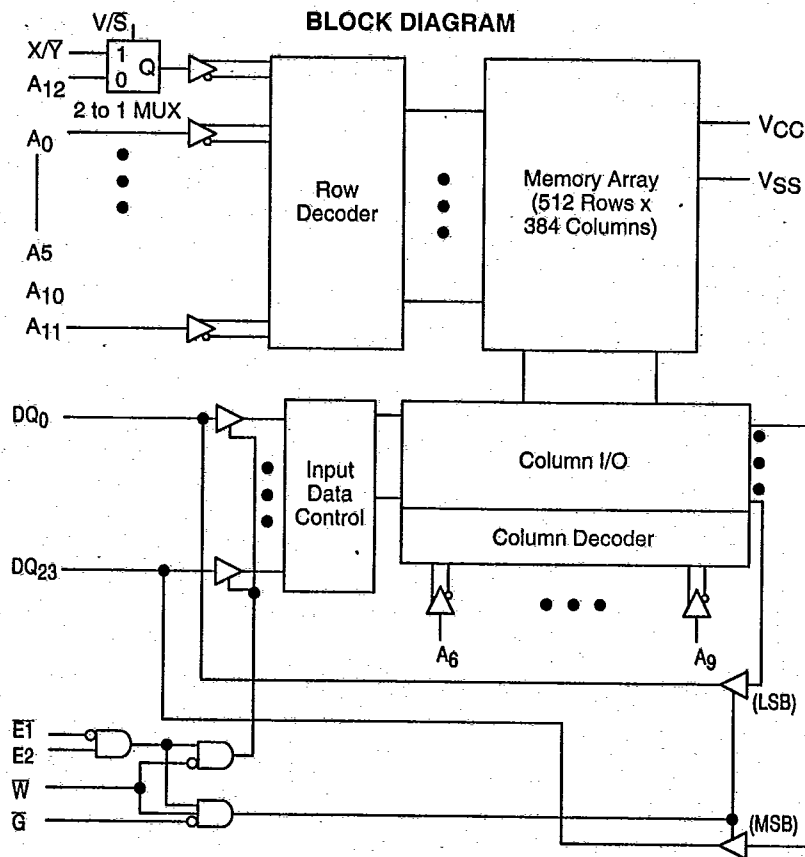 BLOCK DIAGRAM
V/S̅
X/Y̅
1
Q
A12
0
2 to 1 MUX
A0
A5
A10
A11
Row
Decoder
Memory Array
(512 Rows x
384 Columns)
VCC
VSS
DQ0
DQ23
Input
Data
Control
Column I/O
Column Decoder
A6
A9
(LSB)
E̅1̅
E2
W̅
G̅
(MSB)